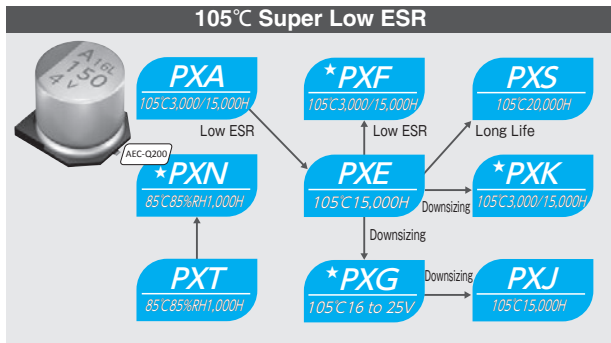 105℃ Super Low ESR
A 16L
150
4 V
AEC-Q200
PXA
105℃3,000/15,000H
★PXF
105℃3,000/15,000H
PXS
105℃20,000H
Low ESR
Low ESR
Long Life
★PXN
85℃85%RH1,000H
PXE
105℃15,000H
★PXK
105℃3,000/15,000H
Downsizing
Downsizing
PXT
85℃85%RH1,000H
★PXG
105℃16 to 25V
Downsizing
PXJ
105℃15,000H